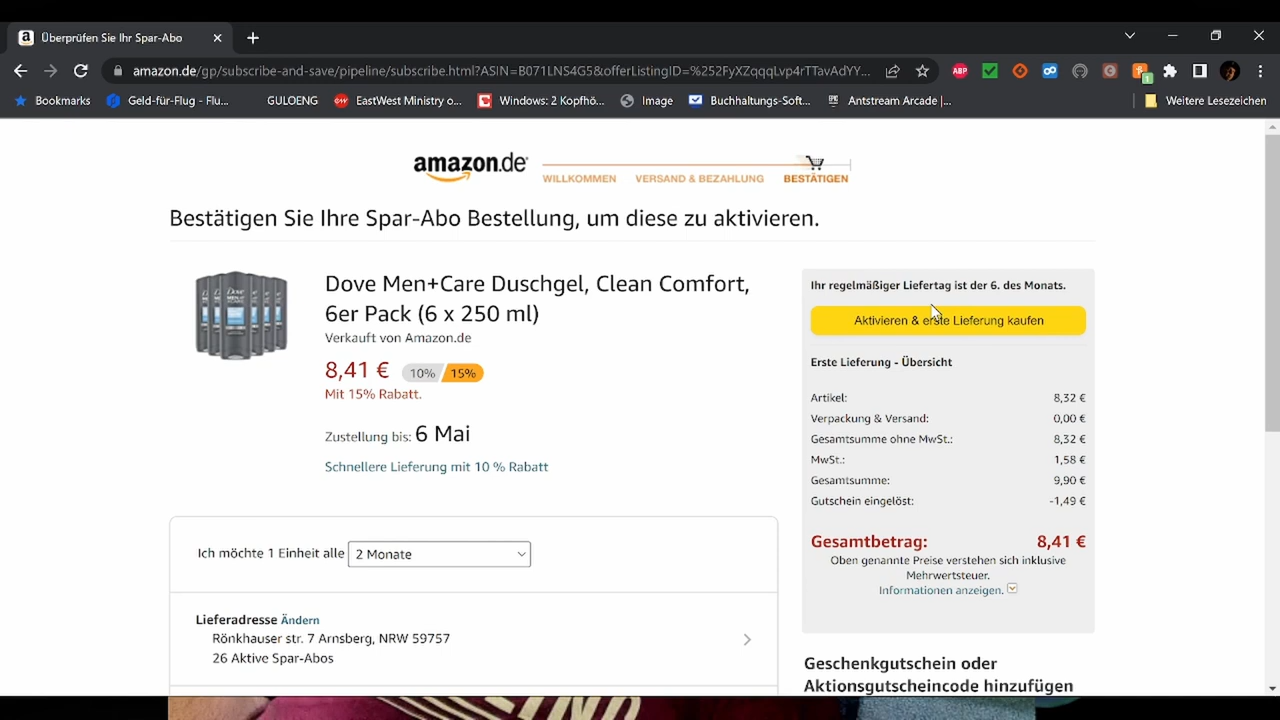 Überprüfen Sie Ihr Spar-Abo
amazon.de/gp/subscribe-and-save/pipeline/subscribe.html?ASIN=B071LNS4G5&offerListingID=%252FyXZqqqLvp4rTTavAdYY...
ABP
1
Bookmarks
Geld-für-Flug - Flu...
GULOENG
EastWest Ministry o...
Windows: 2 Kopfhö...
Image
Buchhaltungs-Soft...
Antstream Arcade |...
Weitere Lesezeichen
amazon.de
WILLKOMMEN
VERSAND & BEZAHLUNG
BESTÄTIGEN
Bestätigen Sie Ihre Spar-Abo Bestellung, um diese zu aktivieren.
Dove Men+Care Duschgel, Clean Comfort,
6er Pack (6 x 250 ml)
Verkauft von Amazon.de
8,41 € 10% 15%
Mit 15% Rabatt.
Zustellung bis: 6 Mai
Schnellere Lieferung mit 10 % Rabatt
Ich möchte 1 Einheit alle 2 Monate
Lieferadresse Ändern
Rönkhauser str. 7 Arnsberg, NRW 59757
26 Aktive Spar-Abos
Ihr regelmäßiger Liefertag ist der 6. des Monats.
Aktivieren & erste Lieferung kaufen
Erste Lieferung - Übersicht
Artikel: 8,32 €
Verpackung & Versand: 0,00 €
Gesamtsumme ohne MwSt.: 8,32 €
MwSt.: 1,58 €
Gesamtsumme: 9,90 €
Gutschein eingelöst: -1,49 €
Gesamtbetrag: 8,41 €
Oben genannte Preise verstehen sich inklusive
Mehrwertsteuer.
Informationen anzeigen.
Geschenkgutschein oder
Aktionsgutscheincode hinzufügen